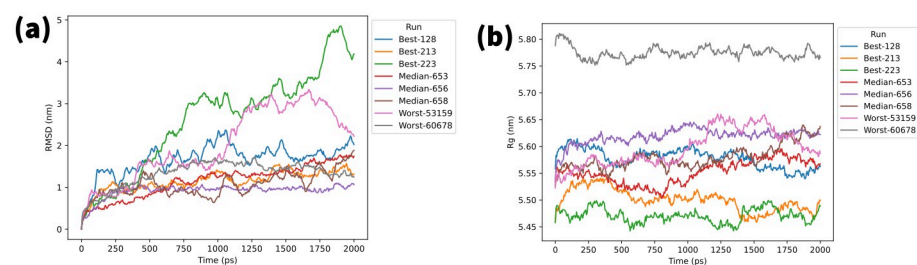 (a)
5
4
3
2
1
0
RMSD (nm)
0 250 500 750 1000 1250 1500 1750 2000
Time (ps)
Run
Best-128
Best-213
Best-223
Median-653
Median-656
Median-658
Worst-53159
Worst-60678
(b)
5.80
5.75
5.70
5.65
5.60
5.55
5.50
5.45
Rg (nm)
0 250 500 750 1000 1250 1500 1750 2000
Time (ps)
Run
Best-128
Best-213
Best-223
Median-653
Median-656
Median-658
Worst-53159
Worst-60678